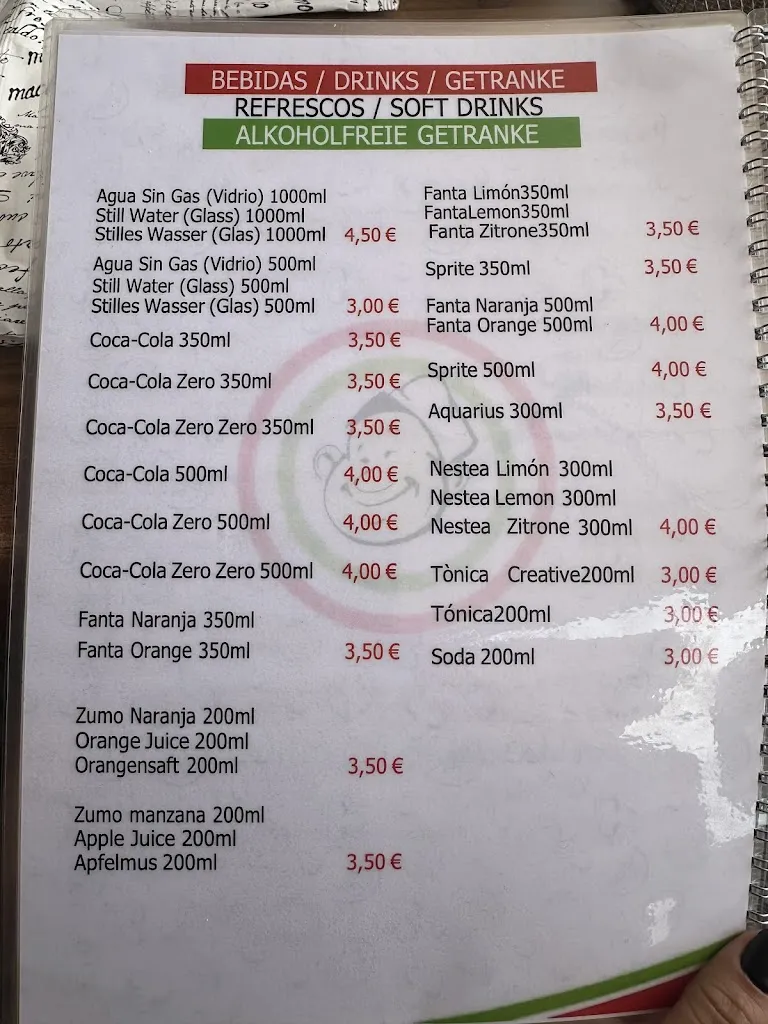 BEBIDAS / DRINKS / GETRANKE
REFRESCOS / SOFT DRINKS
ALKOHOLFREIE GETRANKE
Agua Sin Gas (Vidrio) 1000ml
Still Water (Glass) 1000ml
Stilles Wasser (Glas) 1000ml 4,50 €
Agua Sin Gas (Vidrio) 500ml
Still Water (Glass) 500ml
Stilles Wasser (Glas) 500ml 3,00 €
Coca-Cola 350ml 3,50 €
Coca-Cola Zero 350ml 3,50 €
Coca-Cola Zero Zero 350ml 3,50 €
Coca-Cola 500ml 4,00 €
Coca-Cola Zero 500ml 4,00 €
Coca-Cola Zero Zero 500ml 4,00 €
Fanta Naranja 350ml
Fanta Orange 350ml 3,50 €
Zumo Naranja 200ml
Orange Juice 200ml
Orangensaft 200ml 3,50 €
Zumo manzana 200ml
Apple Juice 200ml
Apfelmus 200ml 3,50 €
Fanta Limón350ml
FantaLemon350ml
Fanta Zitrone350ml 3,50 €
Sprite 350ml 3,50 €
Fanta Naranja 500ml
Fanta Orange 500ml 4,00 €
Sprite 500ml 4,00 €
Aquarius 300ml 3,50 €
Nestea Limón 300ml
Nestea Lemon 300ml
Nestea Zitrone 300ml 4,00 €
Tònica Creative200ml 3,00 €
Tónica200ml 3,00 €
Soda 200ml 3,00 €